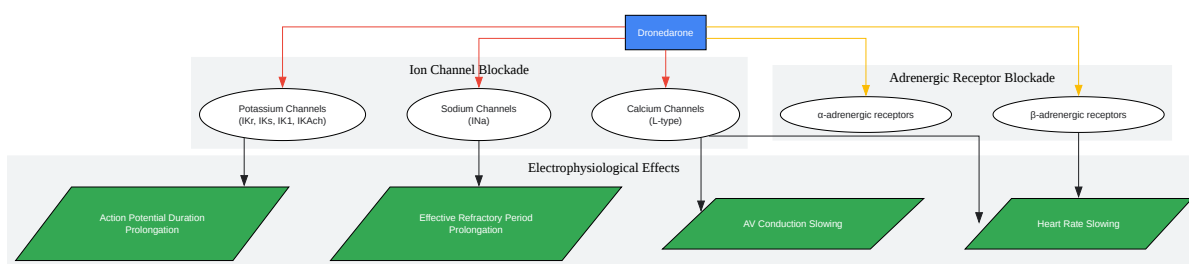 Dronedarone
Ion Channel Blockade
Adrenergic Receptor Blockade
Potassium Channels
(IKr, IKs, IK1, IKAch)
Sodium Channels
(INa)
Calcium Channels
(L-type)
α-adrenergic receptors
β-adrenergic receptors
Electrophysiological Effects
Action Potential Duration
Prolongation
Effective Refractory Period
Prolongation
AV Conduction Slowing
Heart Rate Slowing